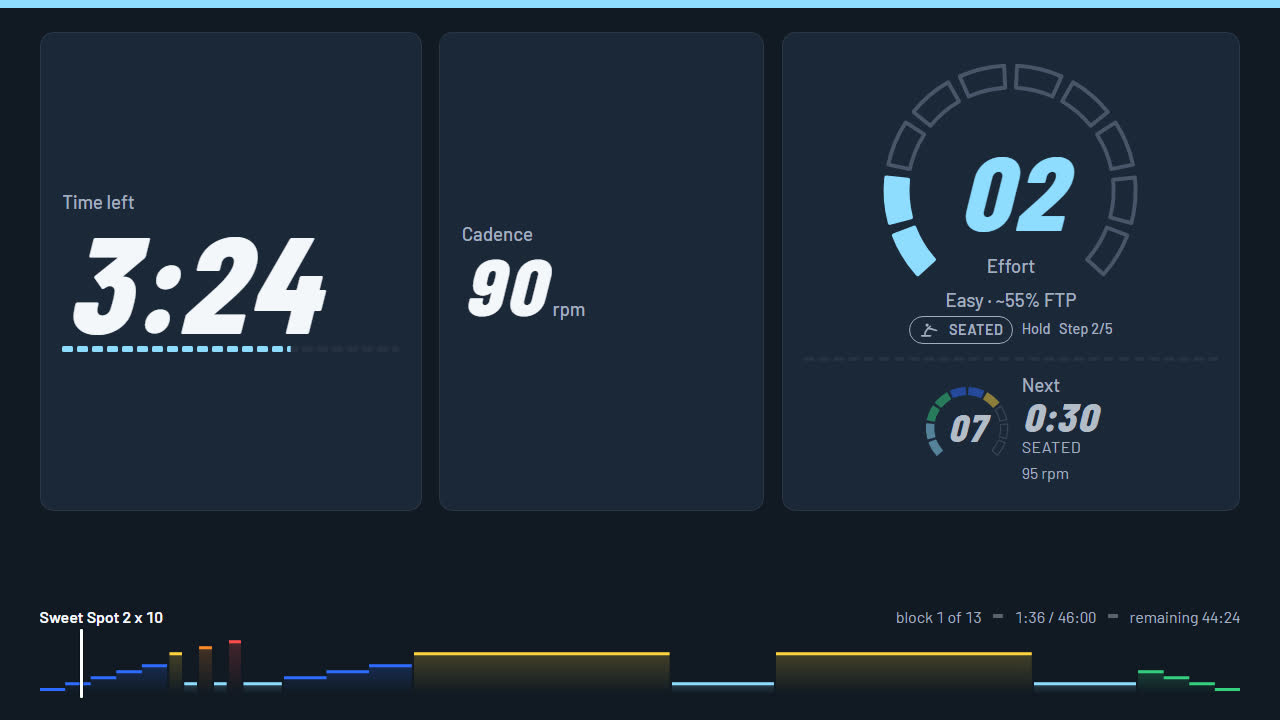 Time left
3:24
Cadence
90 rpm
02
Effort
Easy · ~55% FTP
SEATED Hold Step 2/5
Next
07
0:30
SEATED
95 rpm
Sweet Spot 2 x 10
block 1 of 13 – 1:36 / 46:00 – remaining 44:24